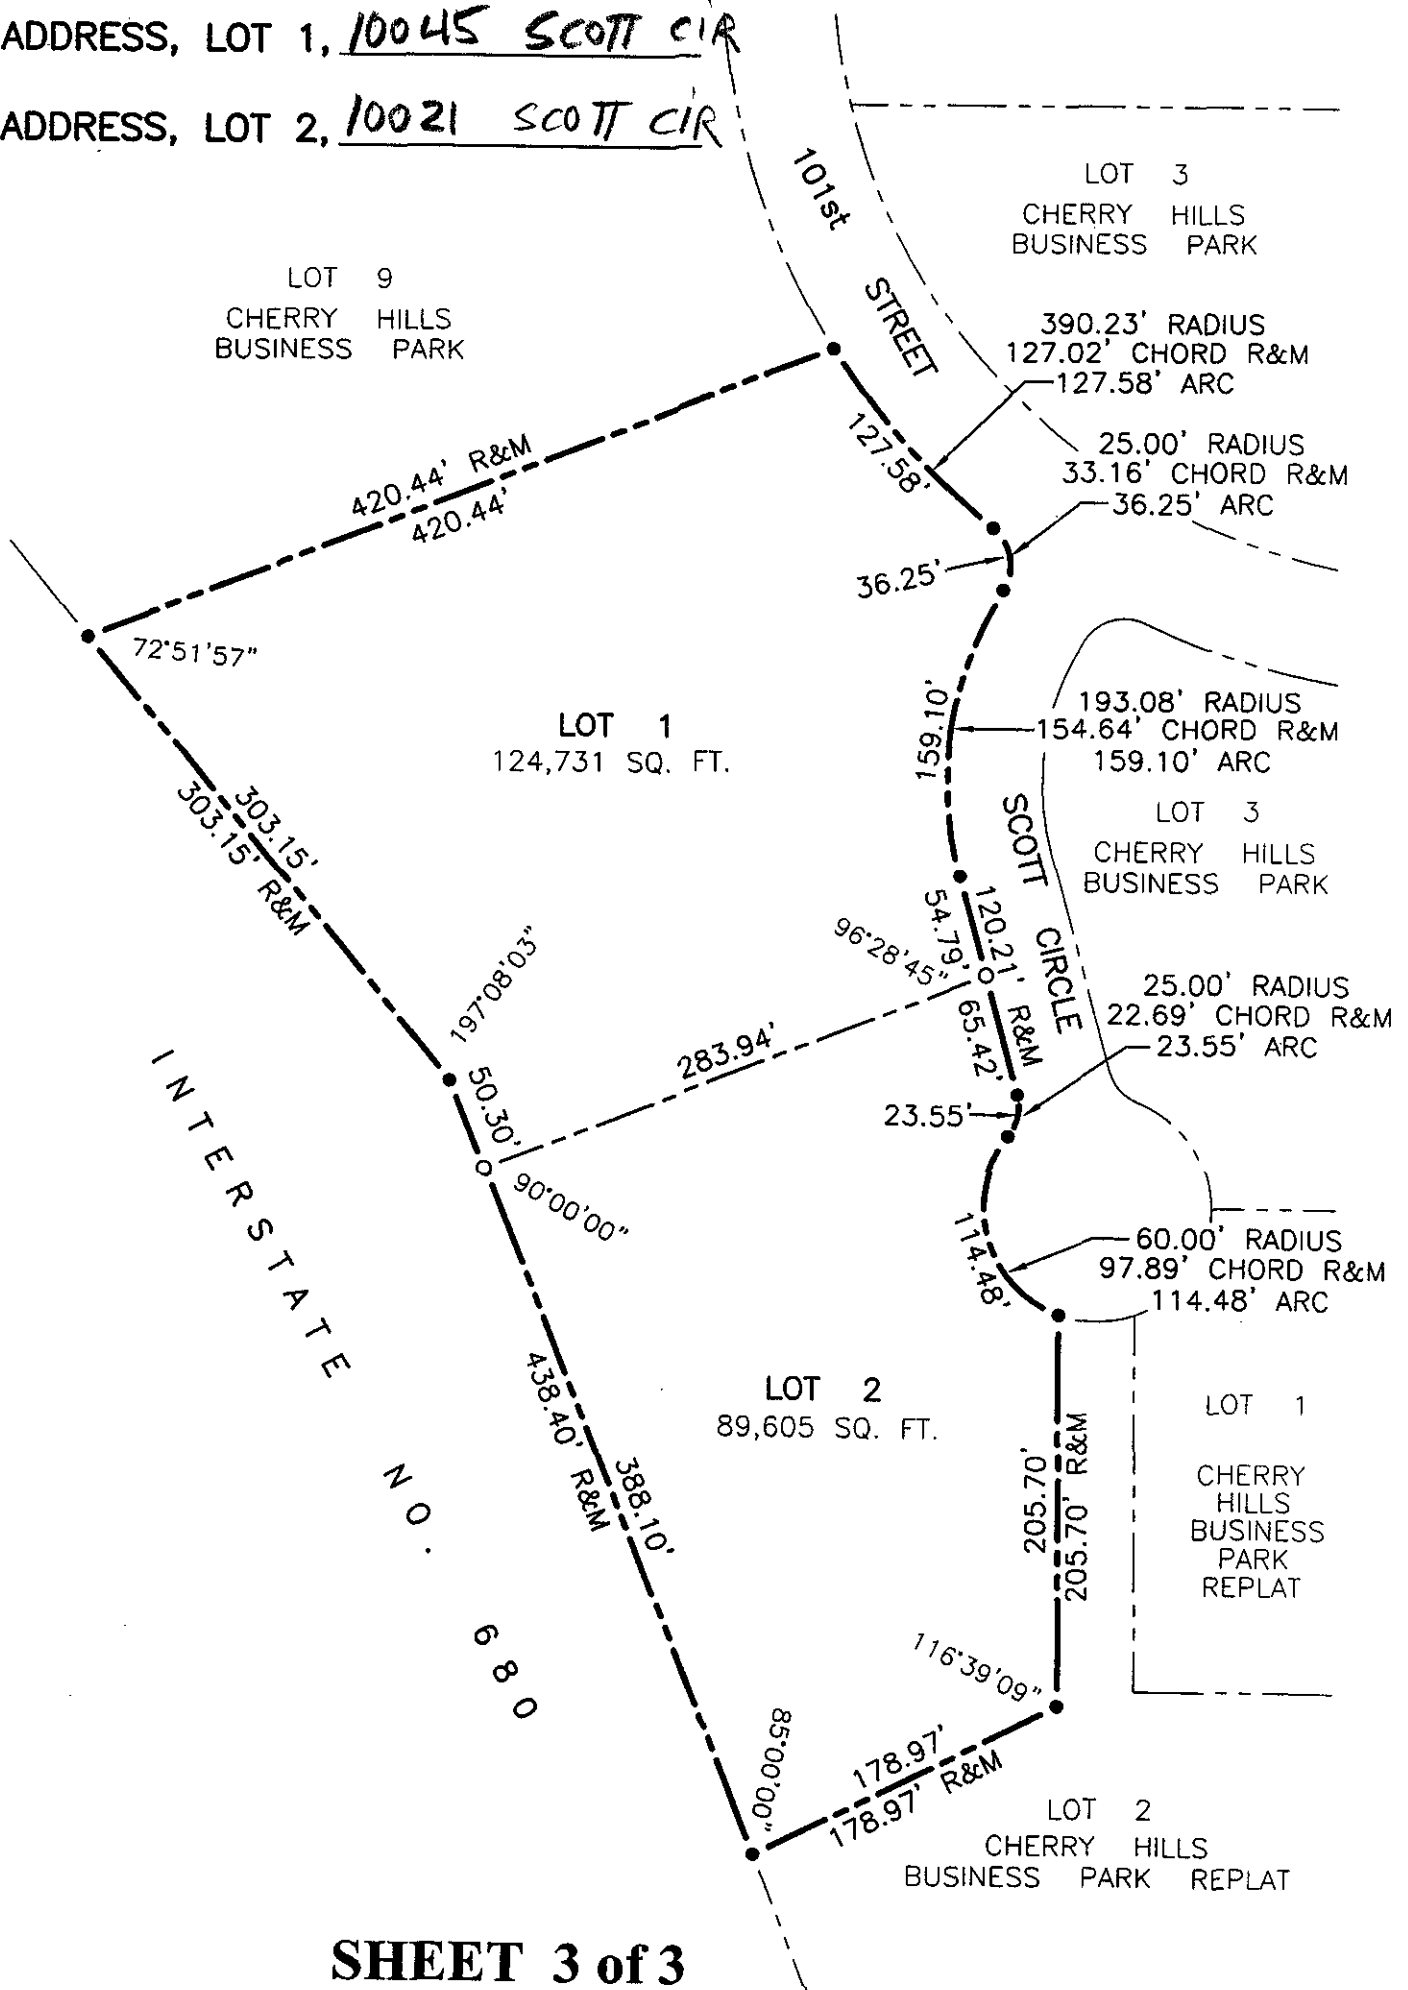 ADDRESS, LOT 1, 10045 SCOTT CIR
ADDRESS, LOT 2, 10021 SCOTT CIR
101st STREET
LOT 3
CHERRY HILLS
BUSINESS PARK
LOT 9
CHERRY HILLS
BUSINESS PARK
390.23' RADIUS
127.02' CHORD R&M
127.58' ARC
127.58'
25.00' RADIUS
33.16' CHORD R&M
36.25' ARC
36.25'
420.44' R&M
420.44'
72°51'57"
LOT 1
124,731 SQ. FT.
193.08' RADIUS
154.64' CHORD R&M
159.10' ARC
159.10'
303.15'
303.15' R&M
SCOTT CIRCLE
LOT 3
CHERRY HILLS
BUSINESS PARK
54.79'
120.21' R&M
96°28'45"
197°08'03"
65.42'
25.00' RADIUS
22.69' CHORD R&M
23.55' ARC
23.55'
283.94'
50.30'
90°00'00"
INTERSTATE NO. 680
60.00' RADIUS
97.89' CHORD R&M
114.48' ARC
114.48'
LOT 2
89,605 SQ. FT.
438.40' R&M
388.10'
205.70'
205.70' R&M
LOT 1
CHERRY
HILLS
BUSINESS
PARK
REPLAT
116°39'09"
85°00'00"
178.97'
178.97' R&M
LOT 2
CHERRY HILLS
BUSINESS PARK REPLAT
SHEET 3 of 3